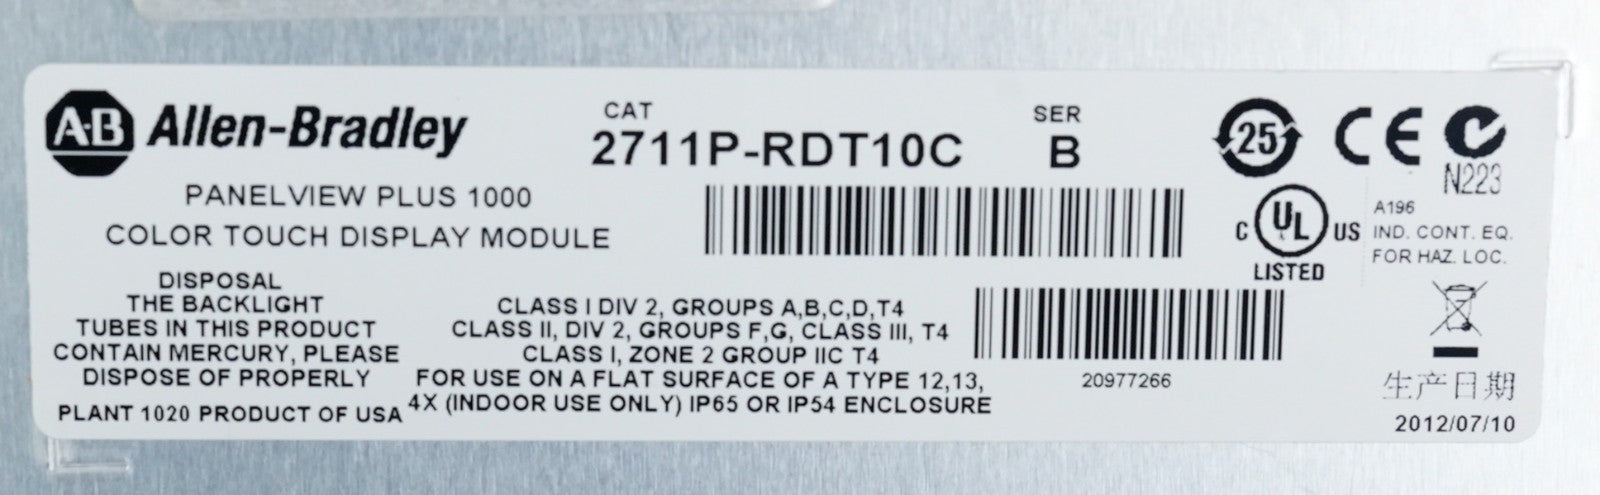 A·B Allen-Bradley
CAT
2711P-RDT10C
SER
B
PANELVIEW PLUS 1000
COLOR TOUCH DISPLAY MODULE
DISPOSAL
THE BACKLIGHT
TUBES IN THIS PRODUCT
CONTAIN MERCURY, PLEASE
DISPOSE OF PROPERLY
PLANT 1020 PRODUCT OF USA
CLASS I DIV 2, GROUPS A,B,C,D,T4
CLASS II, DIV 2, GROUPS F,G, CLASS III, T4
CLASS I, ZONE 2 GROUP IIC T4
FOR USE ON A FLAT SURFACE OF A TYPE 12,13,
4X (INDOOR USE ONLY) IP65 OR IP54 ENCLOSURE
20977266
25
CE
N223
C UL US
LISTED
A196
IND. CONT. EQ.
FOR HAZ. LOC.
生产日期
2012/07/10